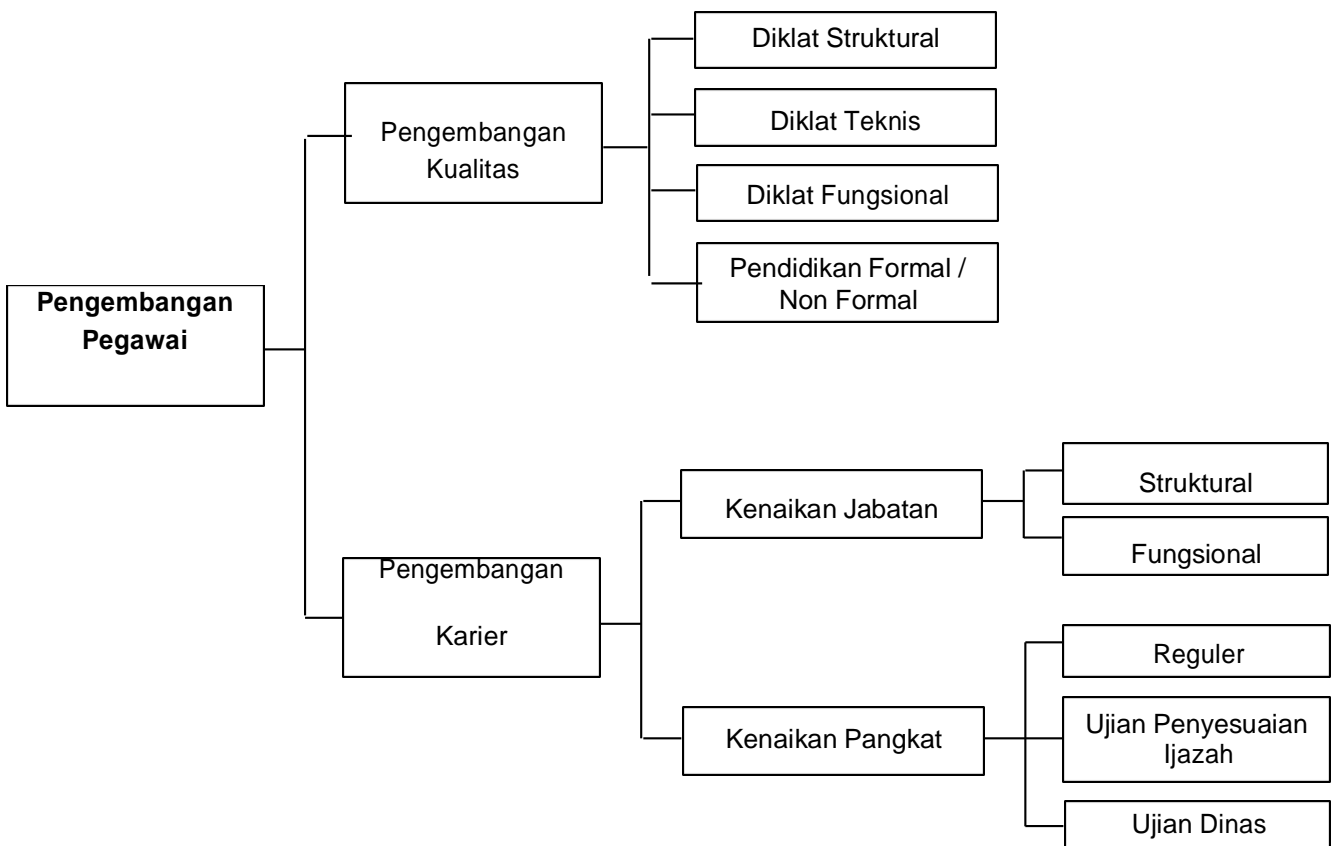 Diklat Struktural
Diklat Teknis
Pengembangan
Kualitas
Diklat Fungsional
Pendidikan Formal /
Non Formal
Pengembangan
Pegawai
Struktural
Kenaikan Jabatan
Fungsional
Pengembangan
Karier
Reguler
Kenaikan Pangkat
Ujian Penyesuaian
Ijazah
Ujian Dinas